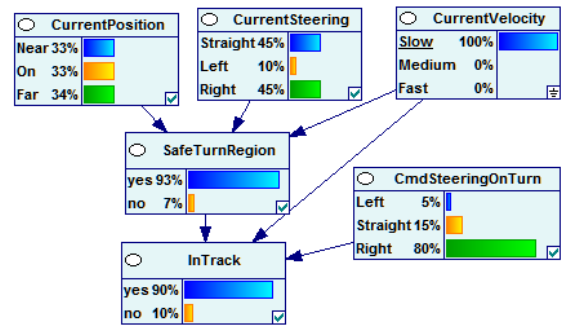 CurrentPosition
Near 33%
On 33%
Far 34%
CurrentSteering
Straight 45%
Left 10%
Right 45%
CurrentVelocity
Slow 100%
Medium 0%
Fast 0%
SafeTurnRegion
yes 93%
no 7%
CmdSteeringOnTurn
Left 5%
Straight 15%
Right 80%
InTrack
yes 90%
no 10%